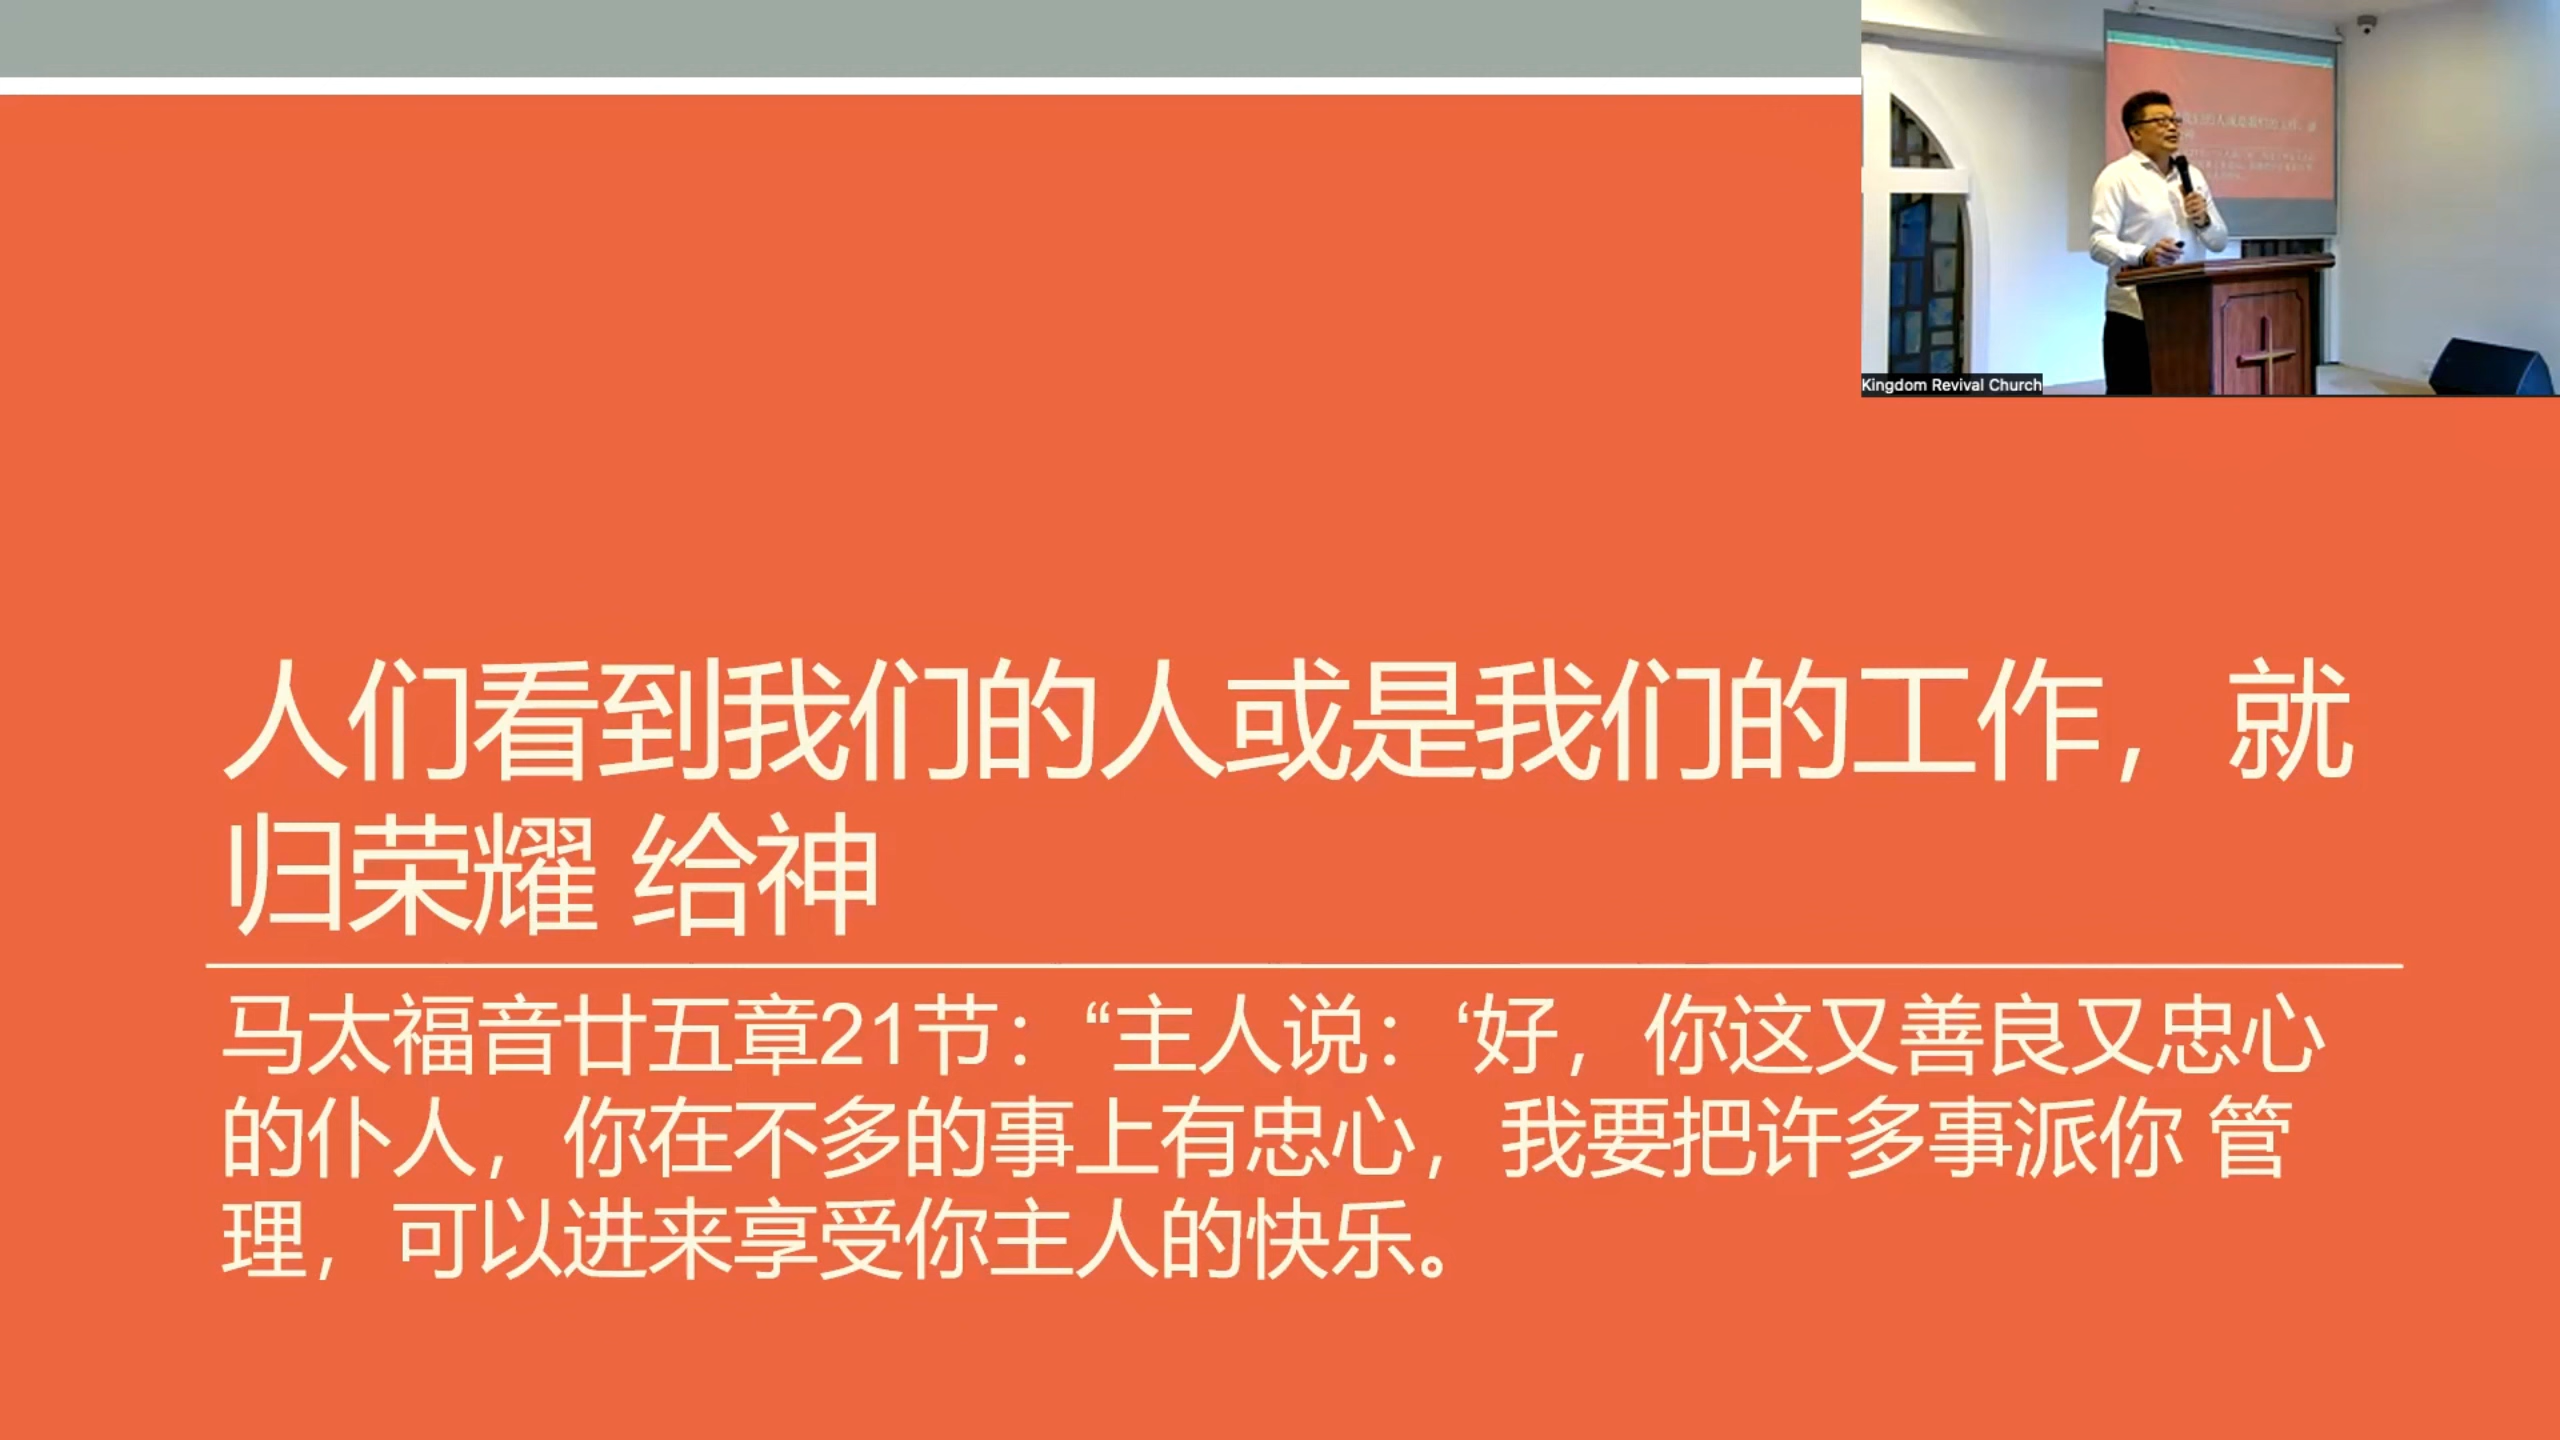 Kingdom Revival Church
人们看到我们的人或是我们的工作，就
归荣耀 给神
马太福音廿五章21节：“主人说：‘好，你这又善良又忠心
的仆人，你在不多的事上有忠心，我要把许多事派你 管
理，可以进来享受你主人的快乐。